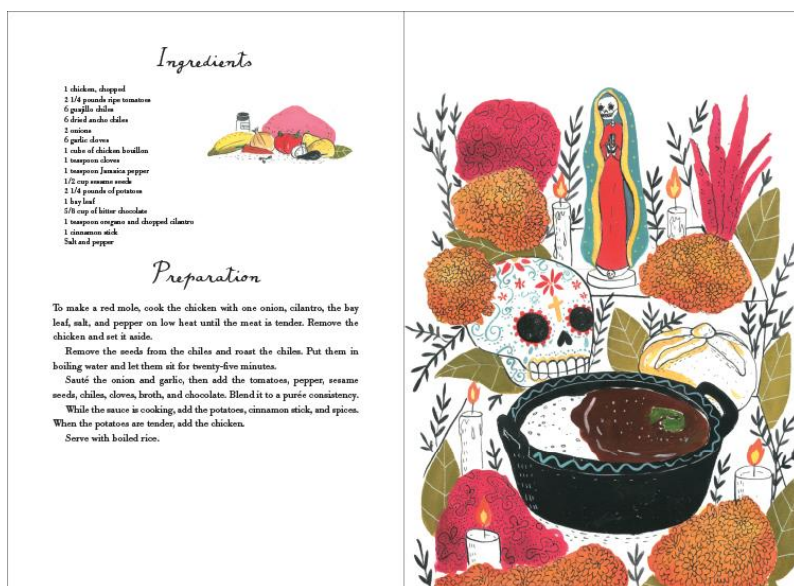 Ingredients
1 chicken, chopped
2 1/4 pounds ripe tomatoes
6 guajillo chiles
6 dried ancho chiles
2 onions
6 garlic cloves
1 cube of chicken bouillon
1 teaspoon cloves
1 teaspoon Jamaica pepper
1/2 cup sesame seeds
2 1/4 pounds of potatoes
1 bay leaf
5/8 cup of bitter chocolate
1 teaspoon oregano and chopped cilantro
1 cinnamon stick
Salt and pepper
Preparation
To make a red mole, cook the chicken with one onion, cilantro, the bay
leaf, salt, and pepper on low heat until the meat is tender. Remove the
chicken and set it aside.
Remove the seeds from the chiles and roast the chiles. Put them in
boiling water and let them sit for twenty-five minutes.
Sauté the onion and garlic, then add the tomatoes, pepper, sesame
seeds, chiles, cloves, broth, and chocolate. Blend it to a purée consistency.
While the sauce is cooking, add the potatoes, cinnamon stick, and spices.
When the potatoes are tender, add the chicken.
Serve with boiled rice.